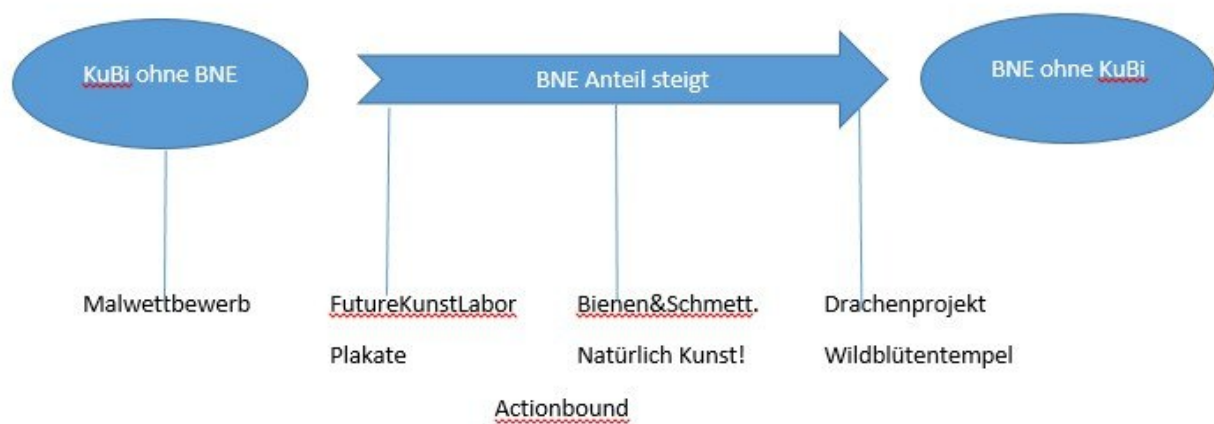 KuBi ohne BNE
BNE Anteil steigt
BNE ohne KuBi
Malwettbewerb
FutureKunstLabor
Bienen&Schmett.
Drachenprojekt
Plakate
Natürlich Kunst!
Wildblütentempel
Actionbound